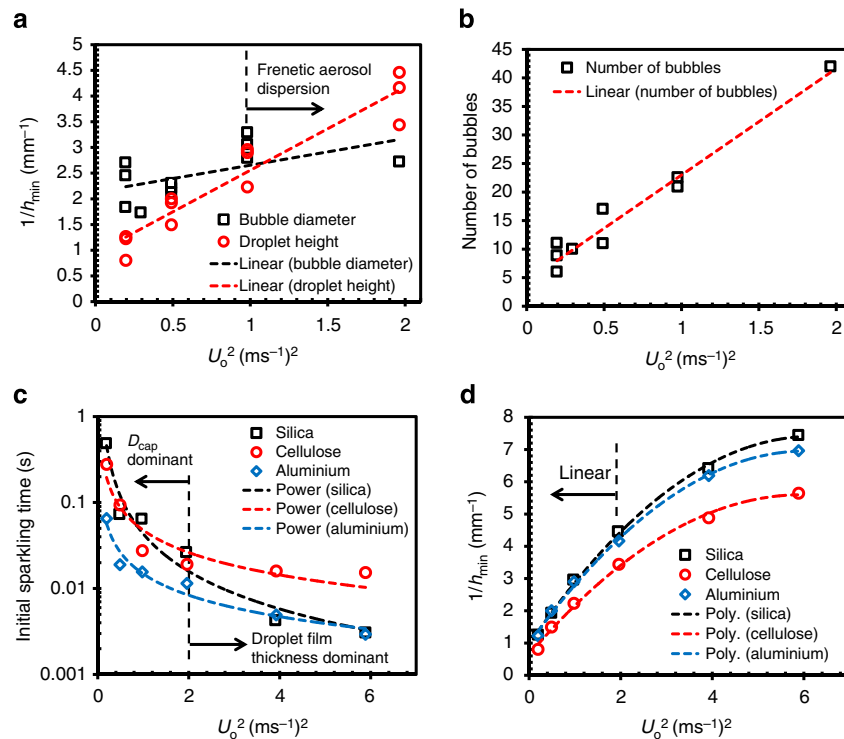 a
1/hmin (mm⁻¹)
5
4.5
4
3.5
3
2.5
2
1.5
1
0.5
0
Frenetic aerosol
dispersion
Bubble diameter
Droplet height
Linear (bubble diameter)
Linear (droplet height)
0 0.5 1 1.5 2
Uo² (ms⁻¹)²
b
Number of bubbles
45
40
35
30
25
20
15
10
5
0
Number of bubbles
Linear (number of bubbles)
0 1 2
Uo² (ms⁻¹)²
c
Initial sparkling time (s)
1
0.1
0.01
0.001
Dcap
dominant
Silica
Cellulose
Aluminium
Power (silica)
Power (cellulose)
Power (aluminium)
Droplet film
thickness dominant
0 2 4 6
Uo² (ms⁻¹)²
d
1/hmin (mm⁻¹)
8
7
6
5
4
3
2
1
0
Linear
Silica
Cellulose
Aluminium
Poly. (silica)
Poly. (cellulose)
Poly. (aluminium)
0 2 4 6
Uo² (ms⁻¹)²